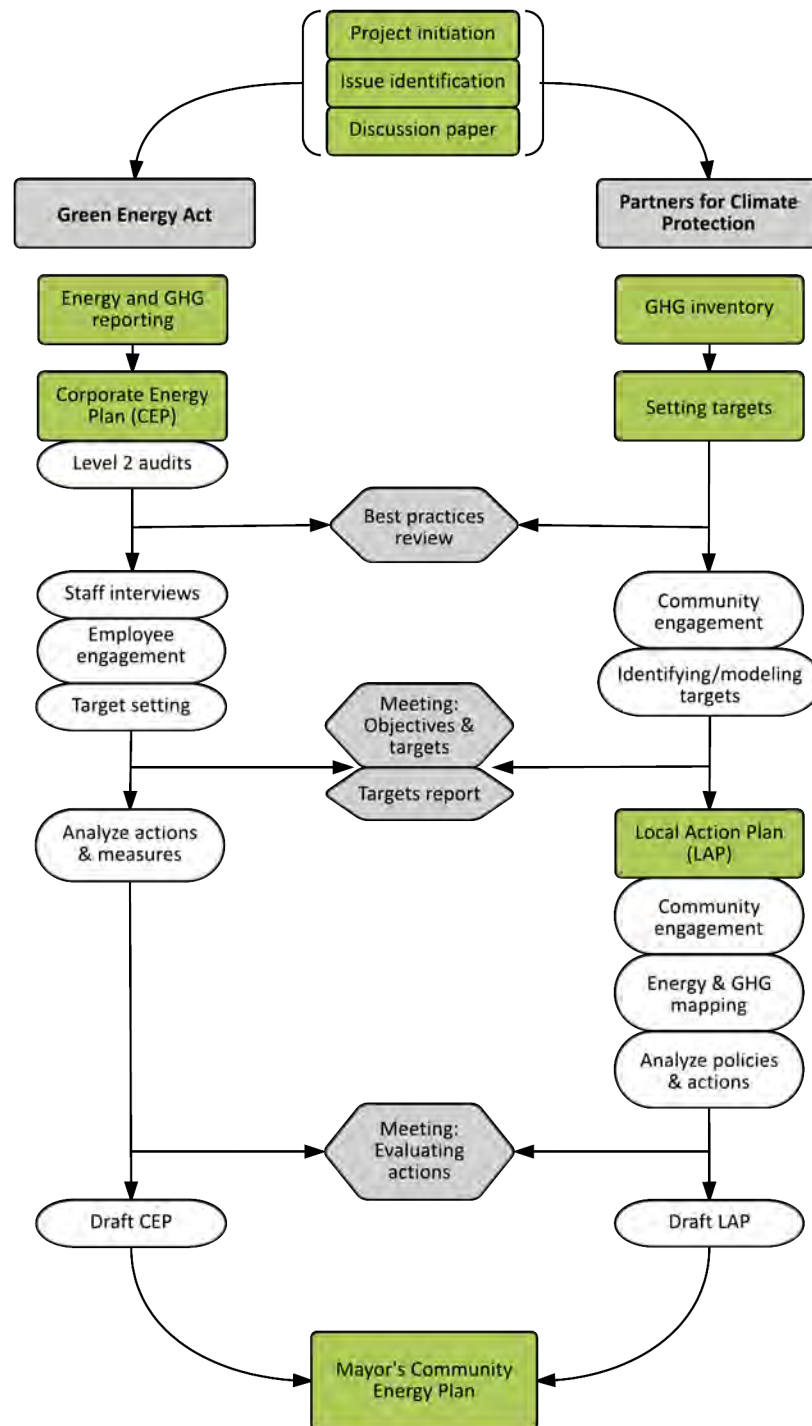 Project initiation
Issue identification
Discussion paper
Green Energy Act
Partners for Climate
Protection
Energy and GHG
reporting
GHG inventory
Corporate Energy
Plan (CEP)
Setting targets
Level 2 audits
Best practices
review
Staff interviews
Employee
engagement
Target setting
Community
engagement
Identifying/modeling
targets
Meeting:
Objectives &
targets
Targets report
Analyze actions
& measures
Local Action Plan
(LAP)
Community
engagement
Energy & GHG
mapping
Analyze policies
& actions
Meeting:
Evaluating
actions
Draft CEP
Draft LAP
Mayor's Community
Energy Plan